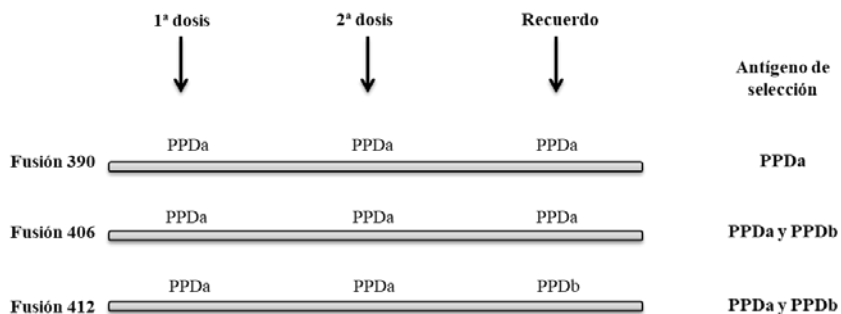 1ª dosis 2ª dosis Recuerdo
Antígeno de
selección
PPDa PPDa PPDa
Fusión 390 PPDa
PPDa PPDa PPDa
Fusión 406 PPDa y PPDb
PPDa PPDa PPDb
Fusión 412 PPDa y PPDb